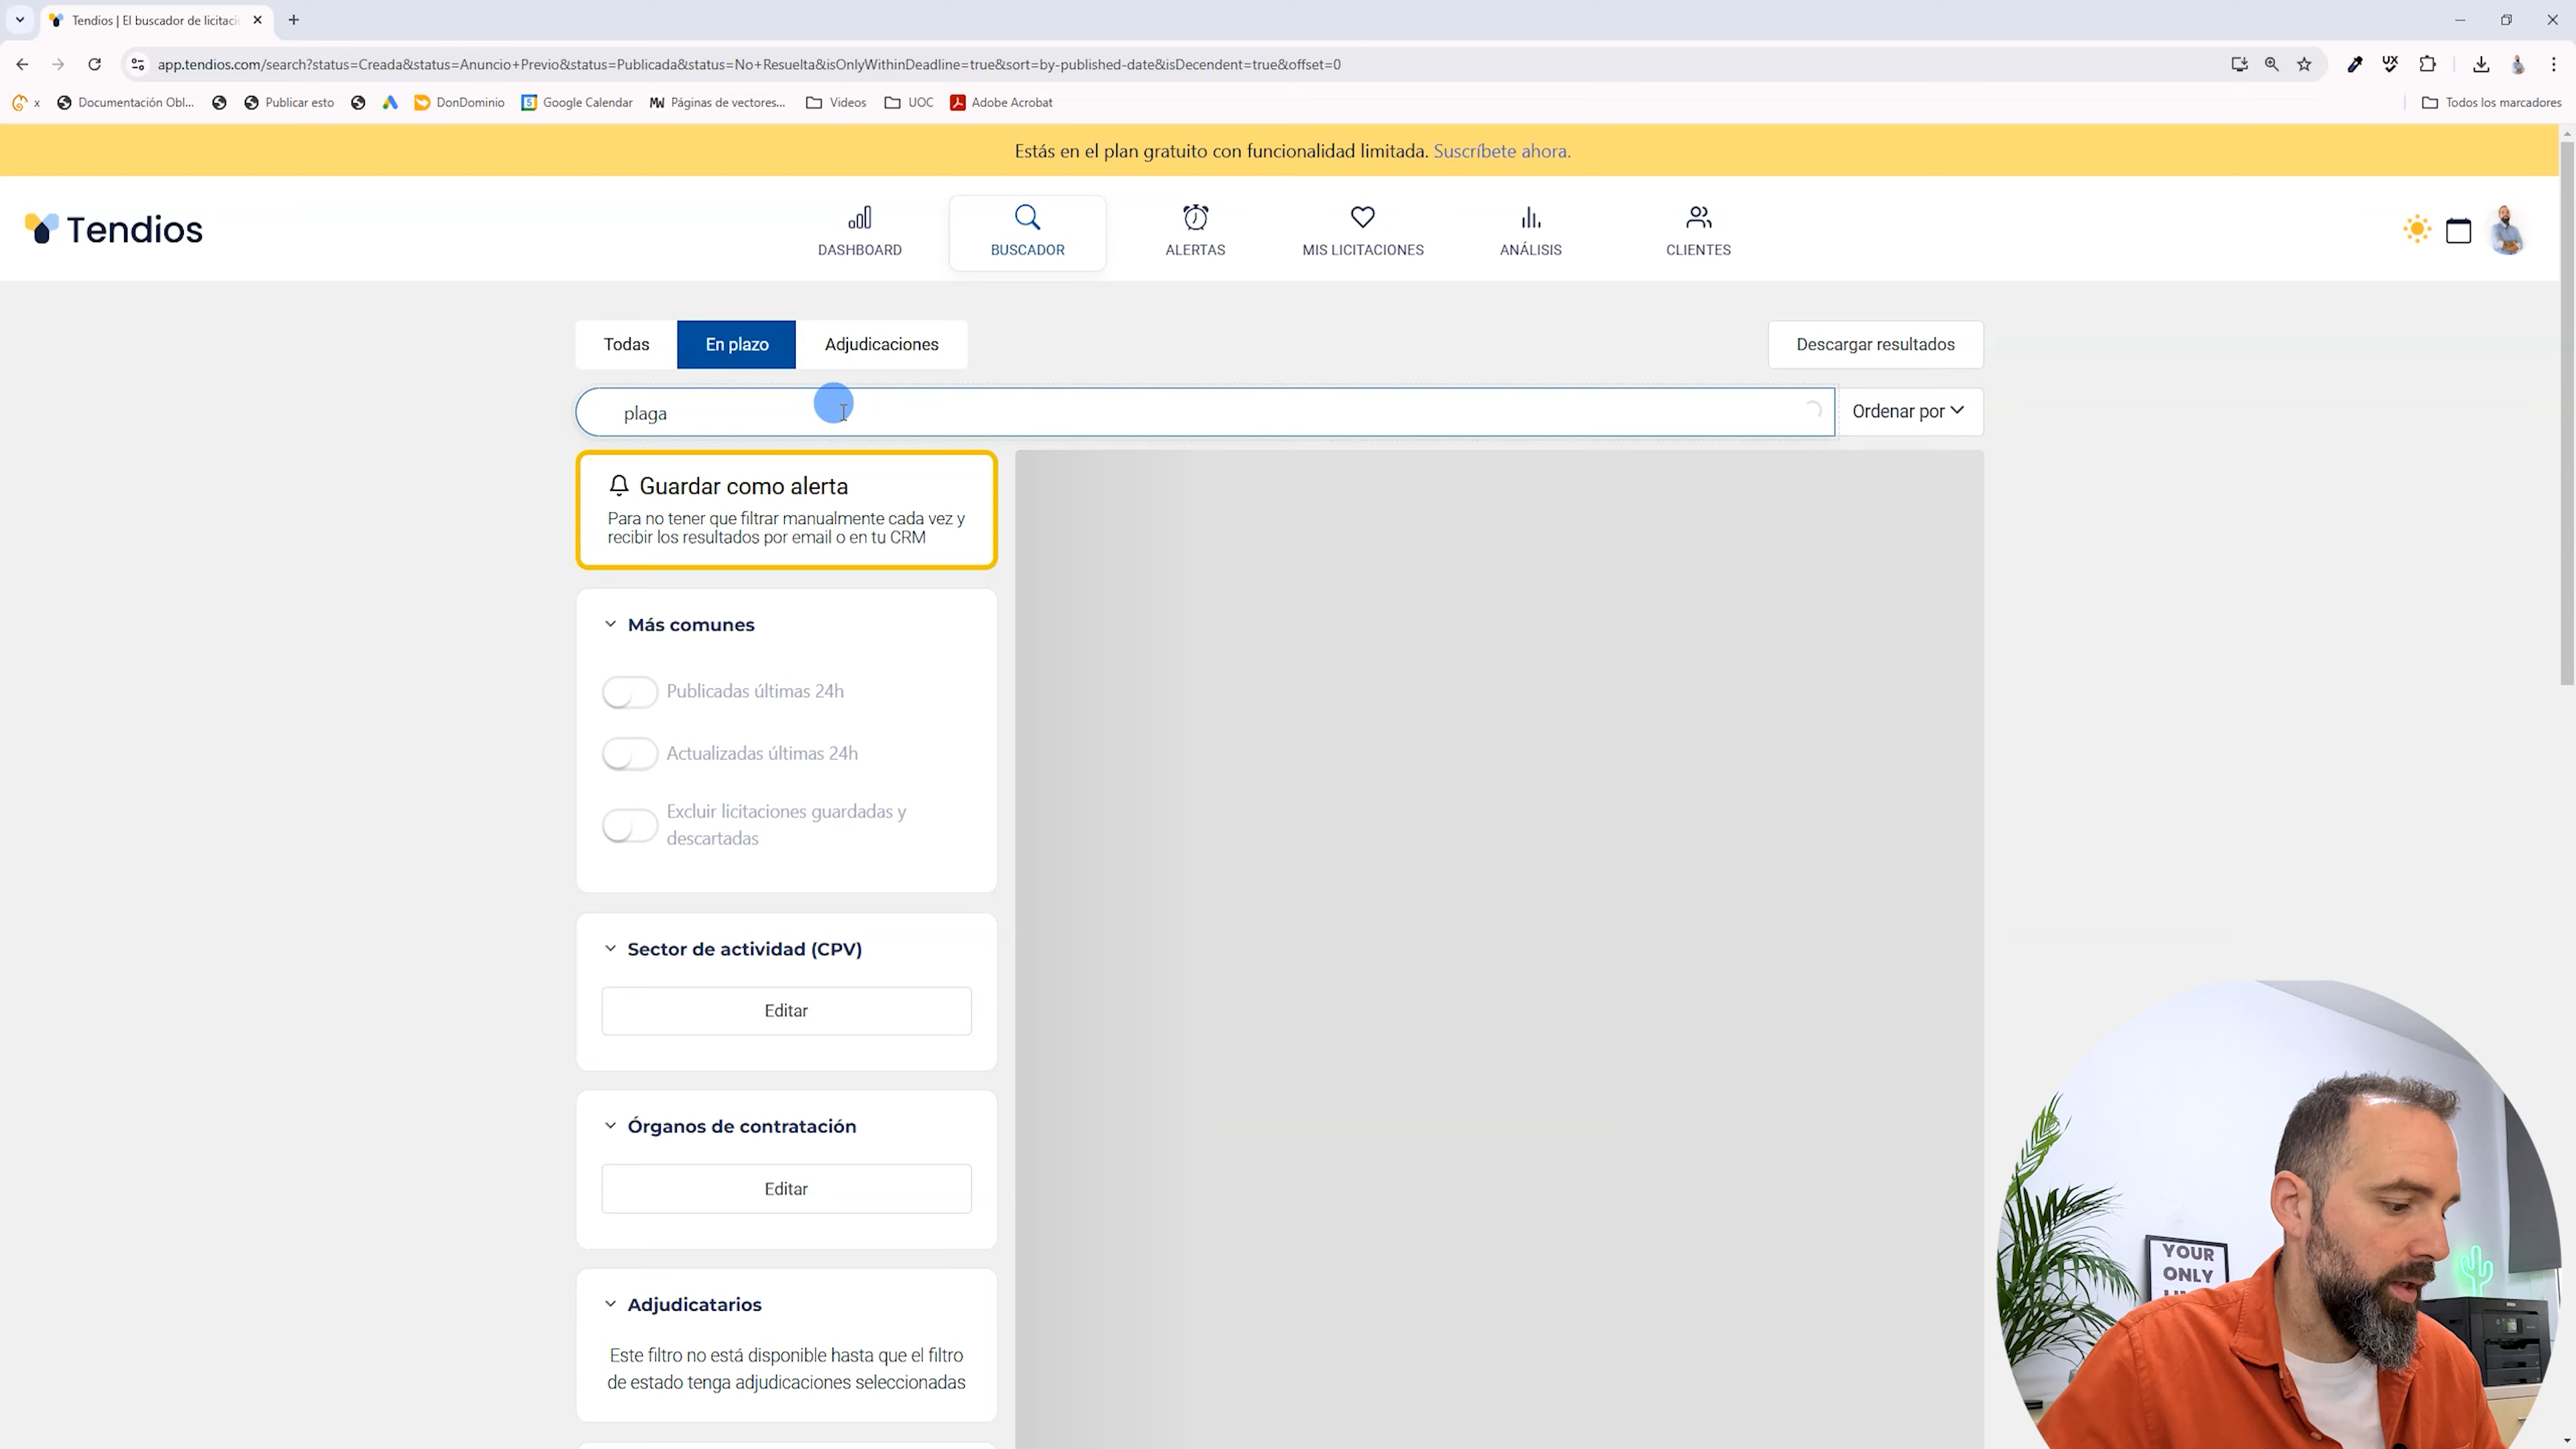 Tendios | El buscador de licitaci
app.tendios.com/search?status=Creada&status=Anuncio+Previo&status=Publicada&status=No+Resuelta&isOnlyWithinDeadline=true&sort=by-published-date&isDecendent=true&offset=0
x Documentación Obl... Publicar esto DonDominio Google Calendar Páginas de vectores... Videos UOC Adobe Acrobat Todos los marcadores
Estás en el plan gratuito con funcionalidad limitada. Suscríbete ahora.
Tendios
DASHBOARD BUSCADOR ALERTAS MIS LICITACIONES ANÁLISIS CLIENTES
Todas En plazo Adjudicaciones Descargar resultados
plaga Ordenar por
Guardar como alerta
Para no tener que filtrar manualmente cada vez y
recibir los resultados por email o en tu CRM
Más comunes
Publicadas últimas 24h
Actualizadas últimas 24h
Excluir licitaciones guardadas y
descartadas
Sector de actividad (CPV)
Editar
Órganos de contratación
Editar
Adjudicatarios
Este filtro no está disponible hasta que el filtro
de estado tenga adjudicaciones seleccionadas
YOUR
ONLY